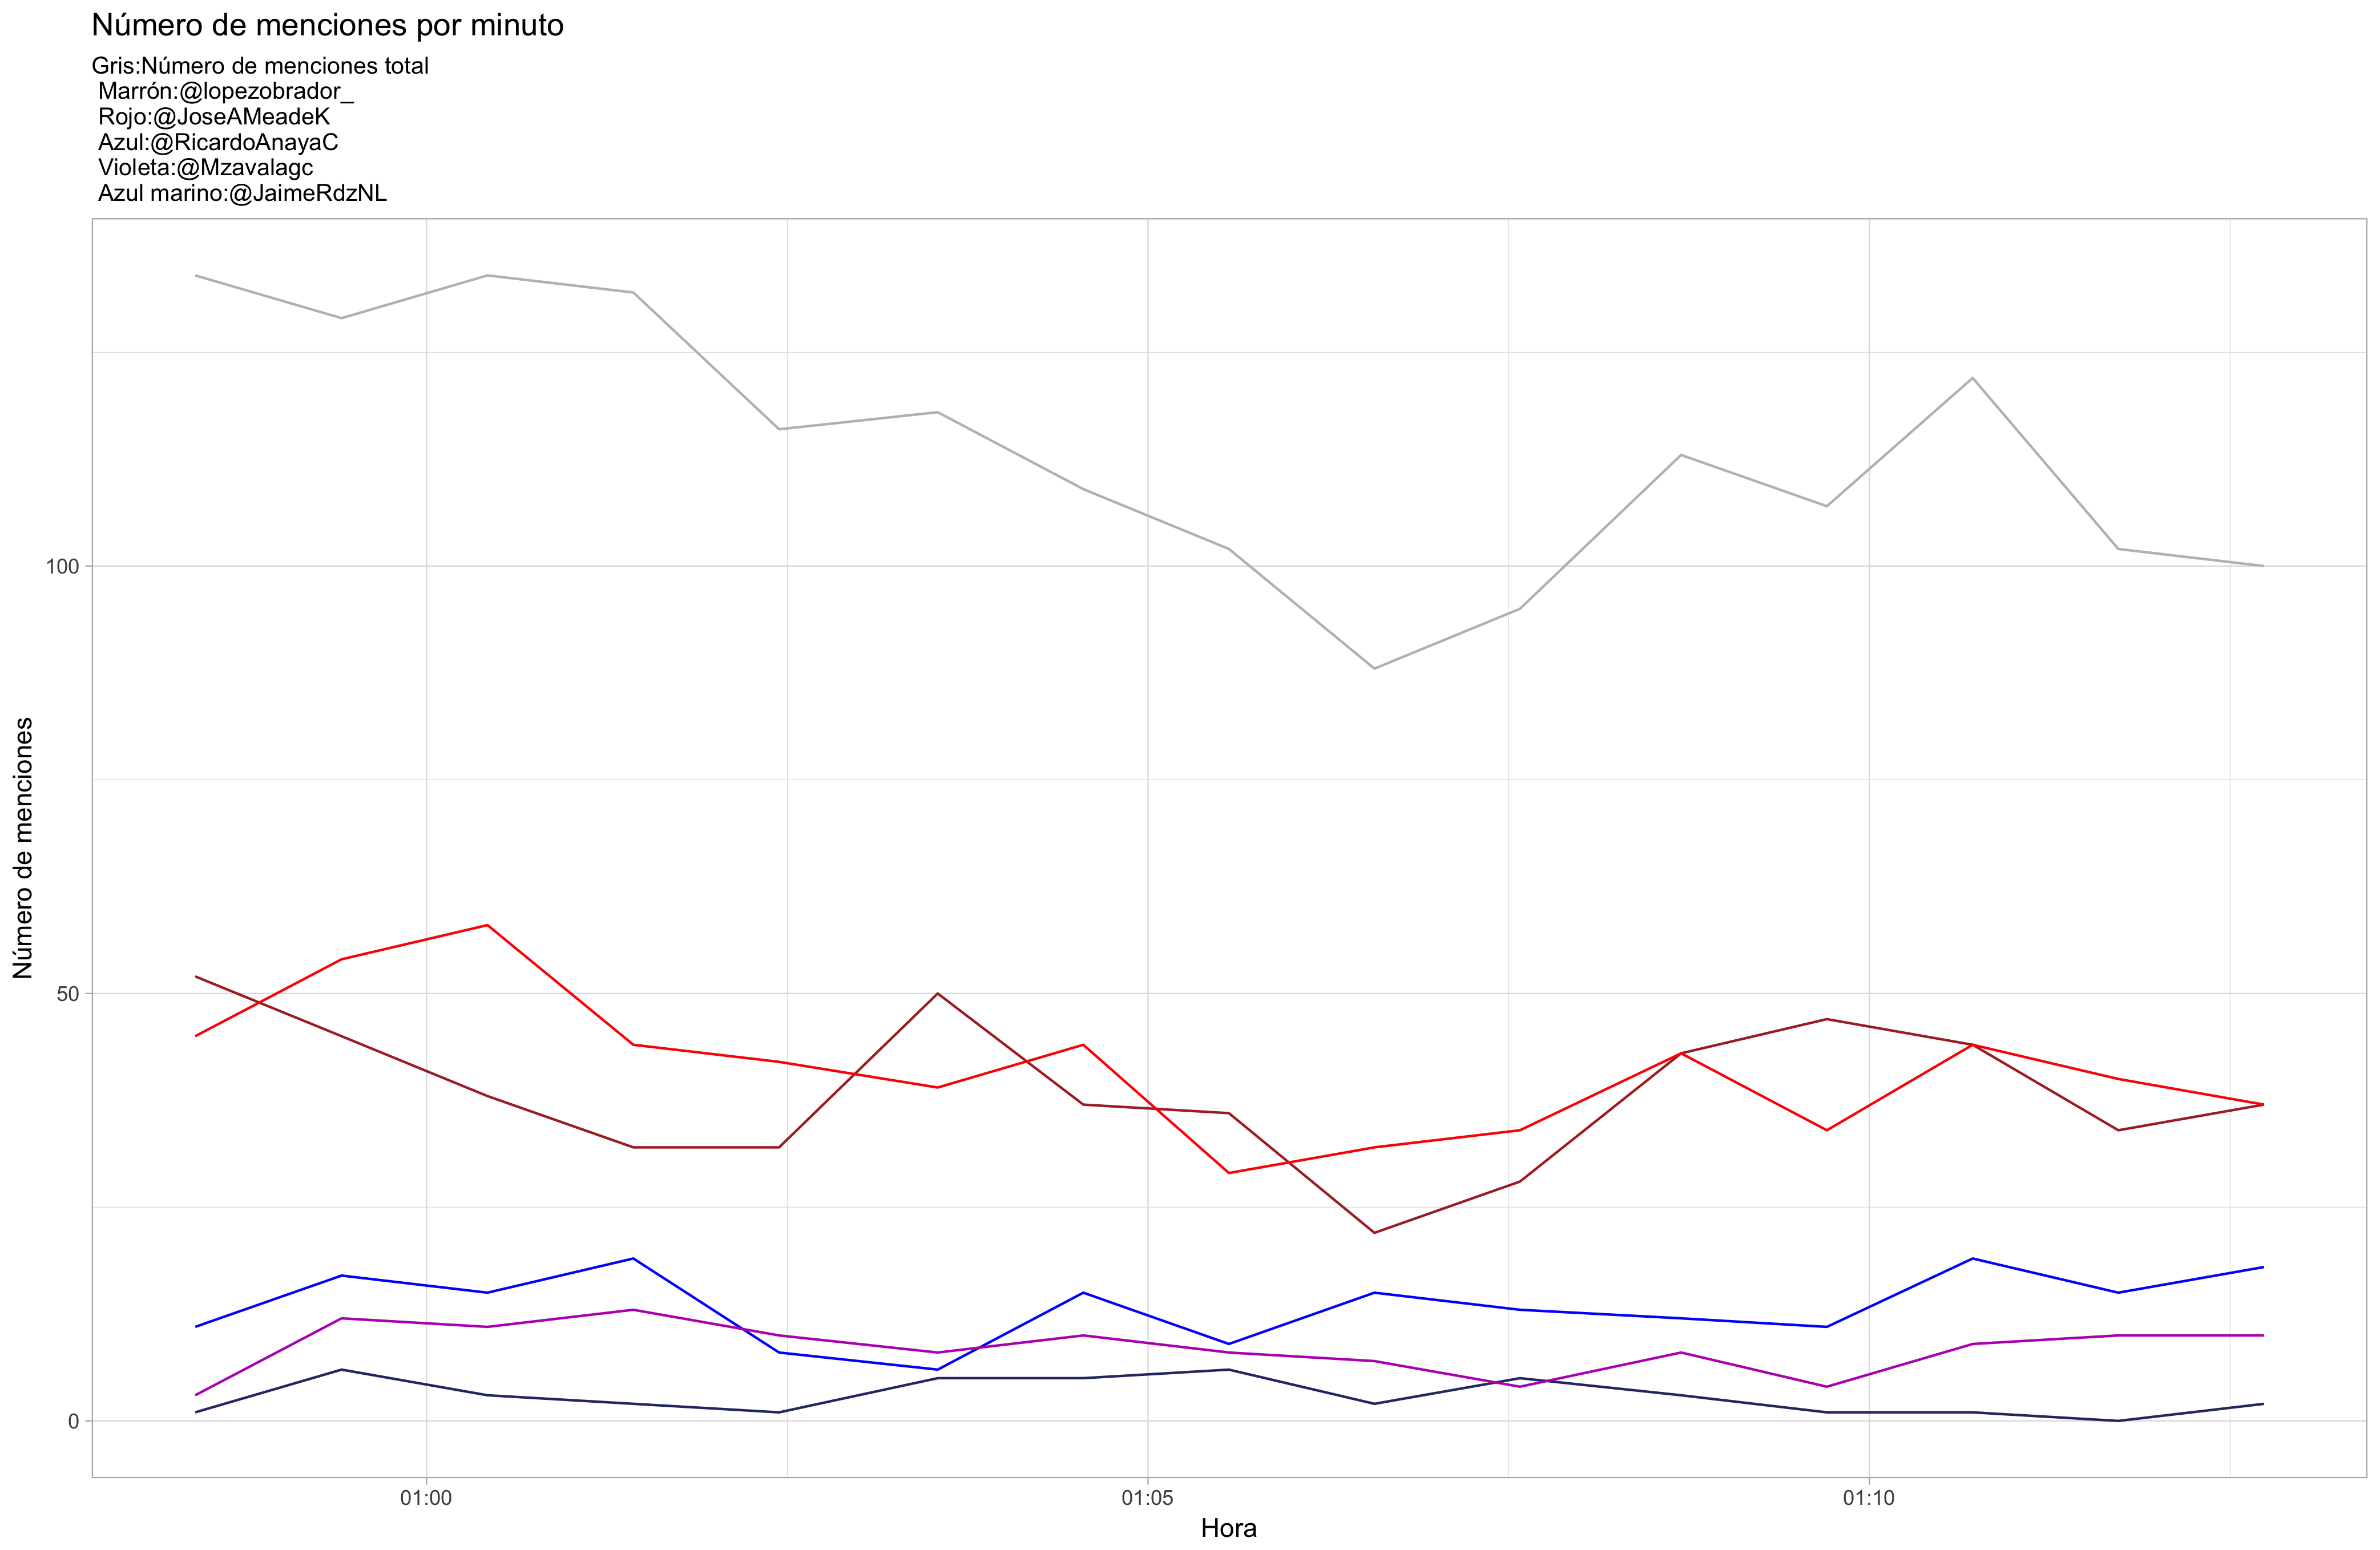 Número de menciones por minuto
Gris:Número de menciones total
Marrón:@lopezobrador_
Rojo:@JoseAMeadeK
Azul:@RicardoAnayaC
Violeta:@Mzavalagc
Azul marino:@JaimeRdzNL
Número de menciones
100
50
0
01:00
01:05
01:10
Hora